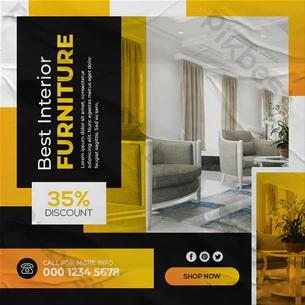 Best Interior
FURNITURE
35%
DISCOUNT
CALL FOR MORE INFO
000 1234 5678
SHOP NOW